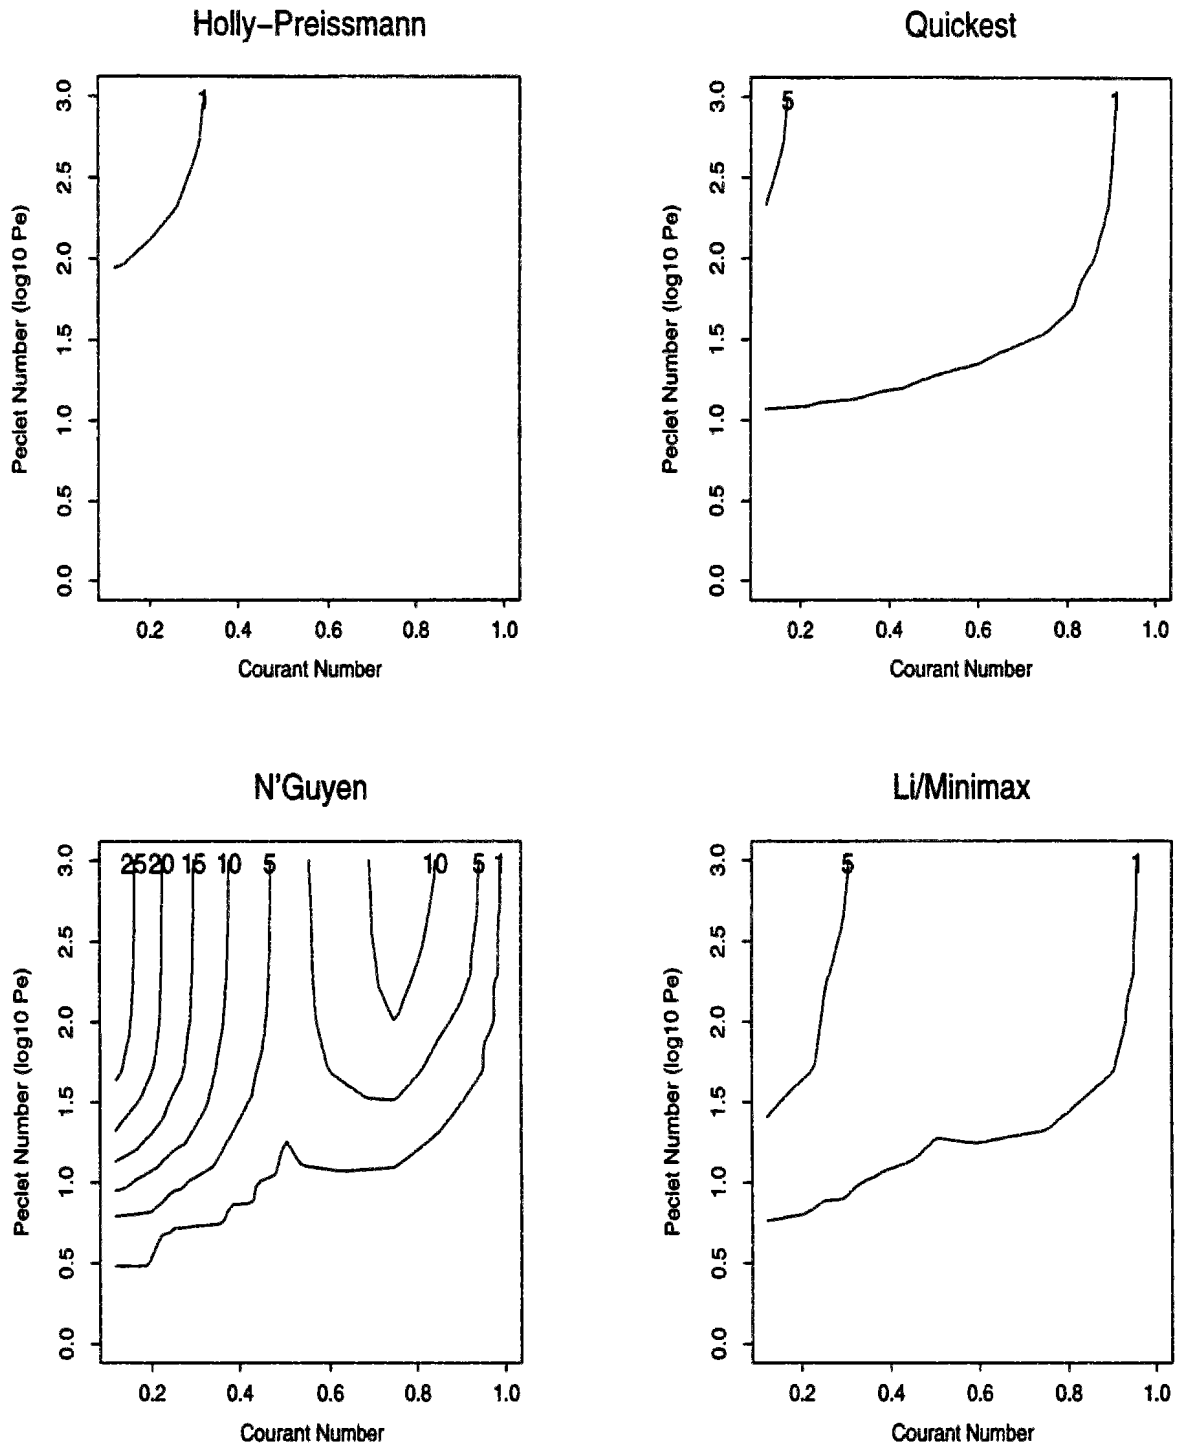 Holly-Preissmann
1
3.0
2.5
2.0
1.5
1.0
0.5
0.0
Peclet Number (log10 Pe)
0.2 0.4 0.6 0.8 1.0
Courant Number
Quickest
5 1
3.0
2.5
2.0
1.5
1.0
0.5
0.0
Peclet Number (log10 Pe)
0.2 0.4 0.6 0.8 1.0
Courant Number
N'Guyen
25 20 15 10 5 10 5 1
3.0
2.5
2.0
1.5
1.0
0.5
0.0
Peclet Number (log10 Pe)
0.2 0.4 0.6 0.8 1.0
Courant Number
Li/Minimax
5 1
3.0
2.5
2.0
1.5
1.0
0.5
0.0
Peclet Number (log10 Pe)
0.2 0.4 0.6 0.8 1.0
Courant Number